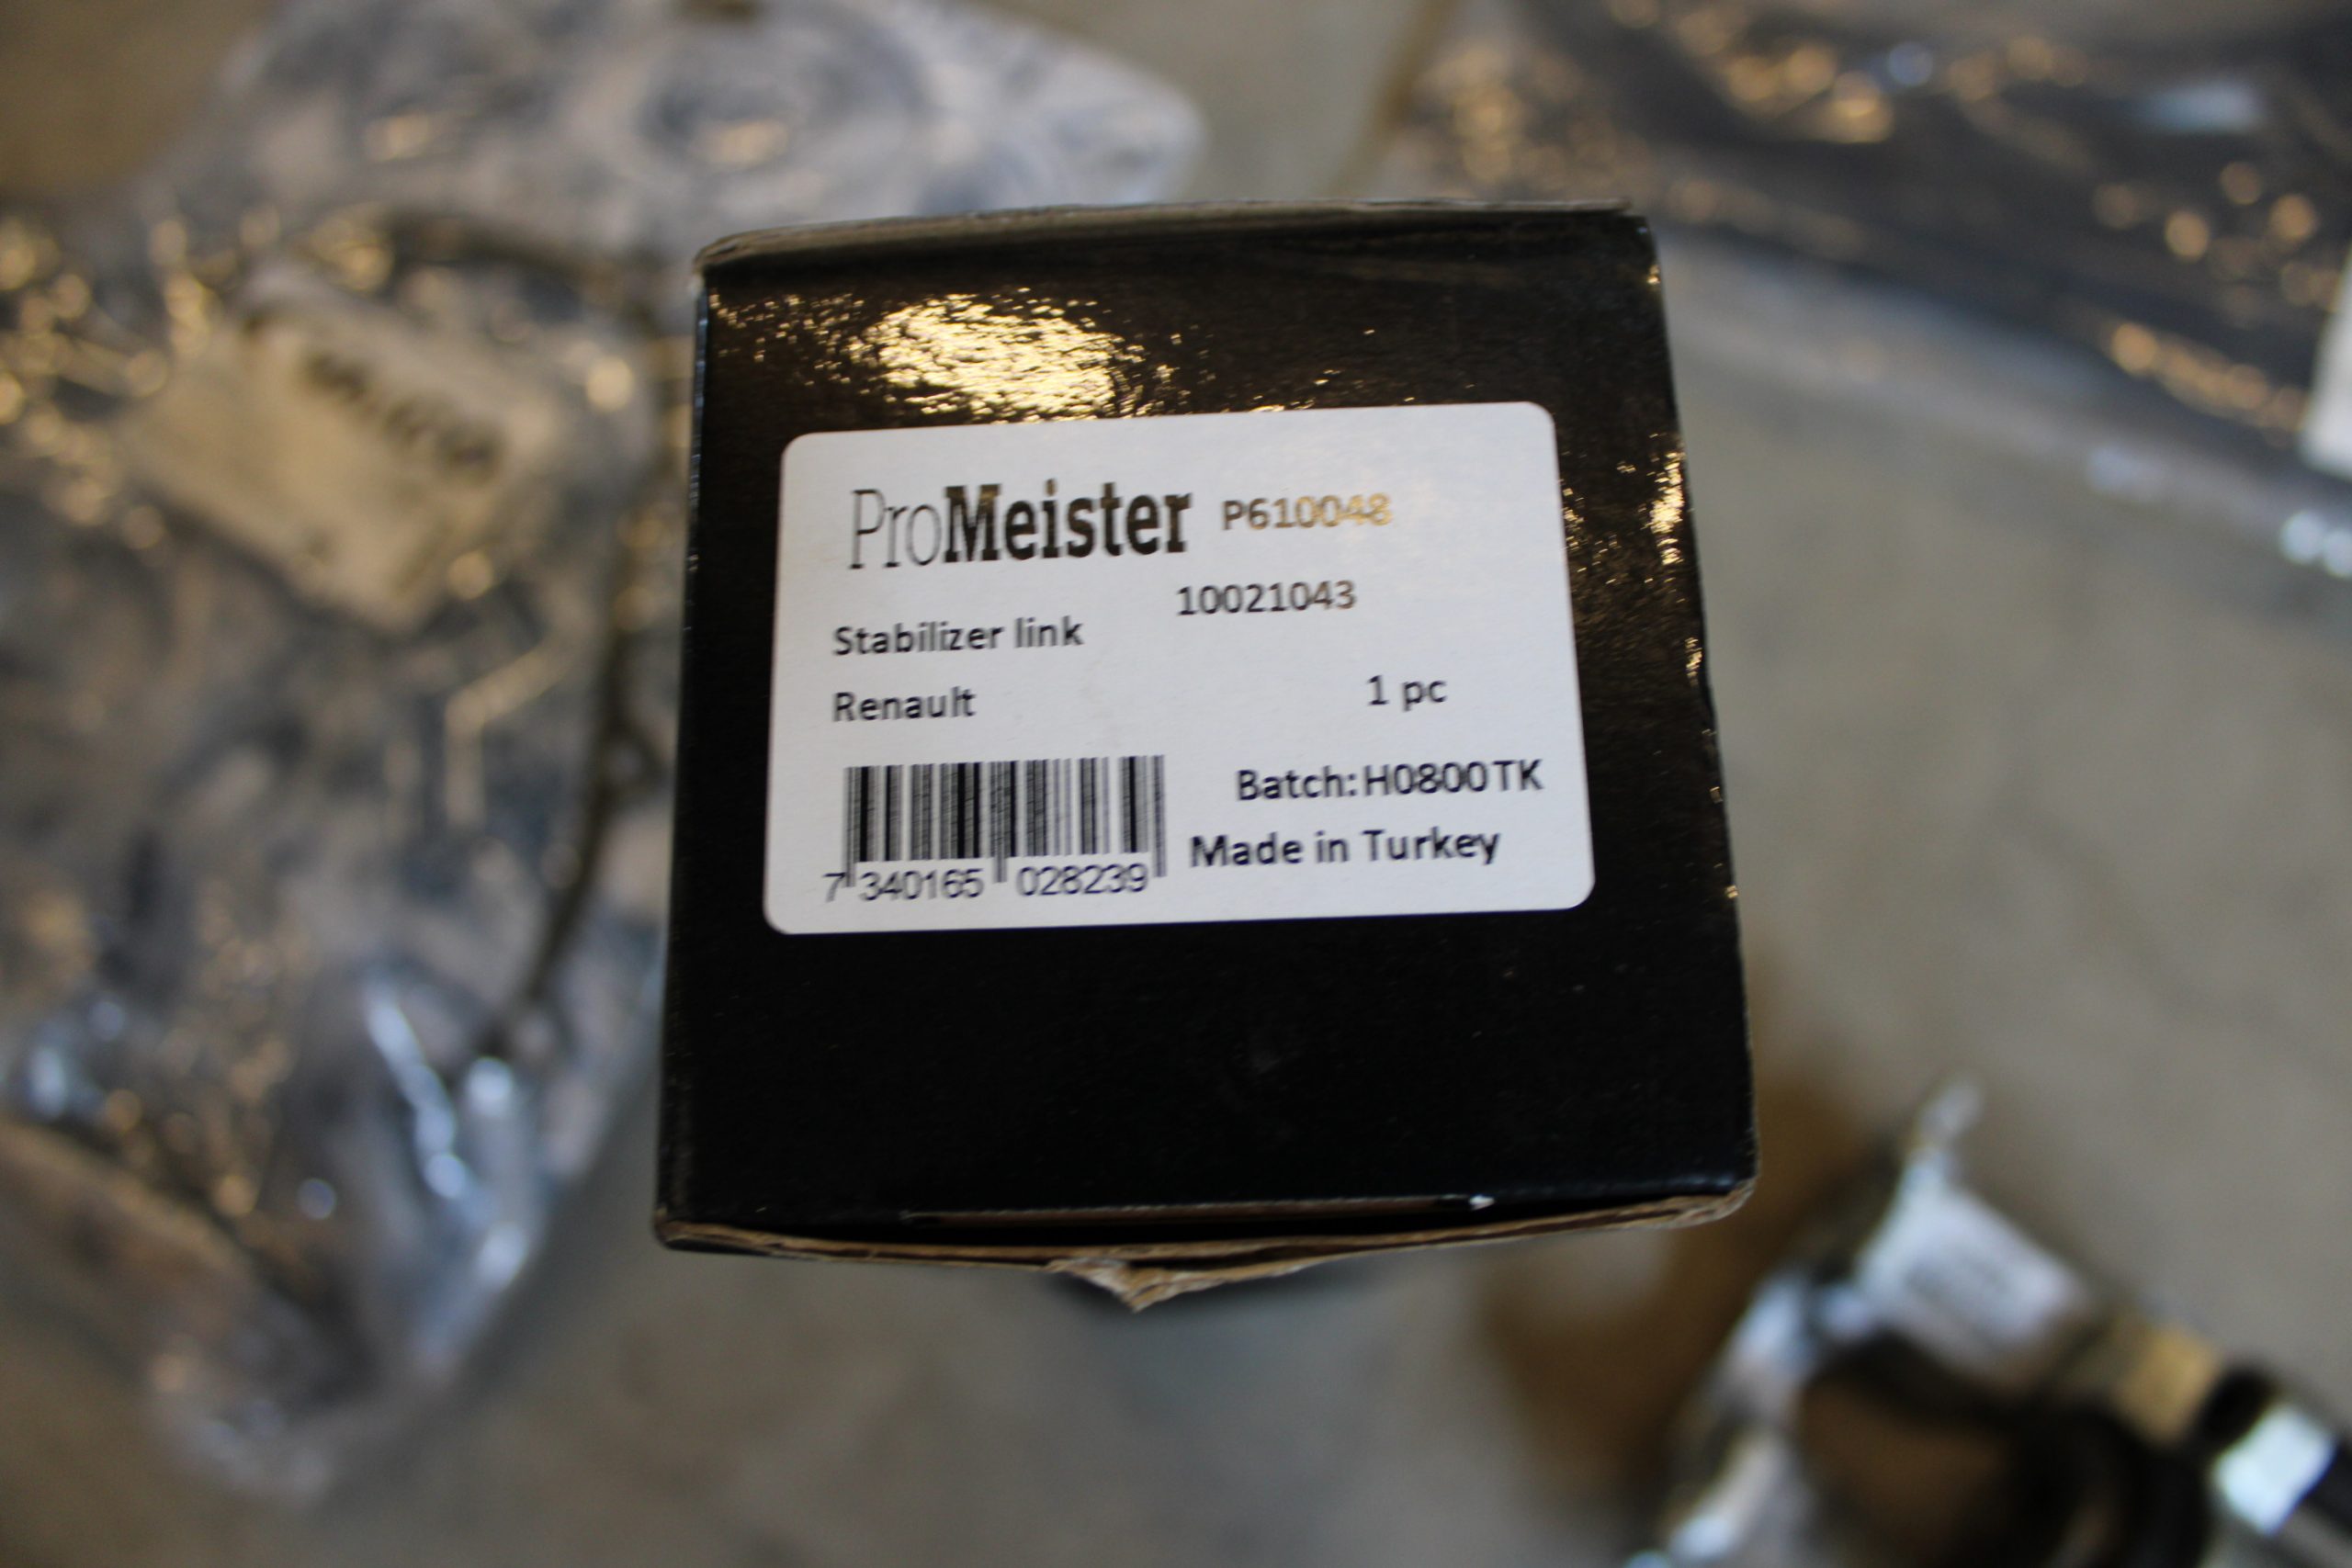 ProMeister P610048
10021043
Stabilizer link
Renault
1 pc
Batch:H0800TK
Made in Turkey
7 340165 028239